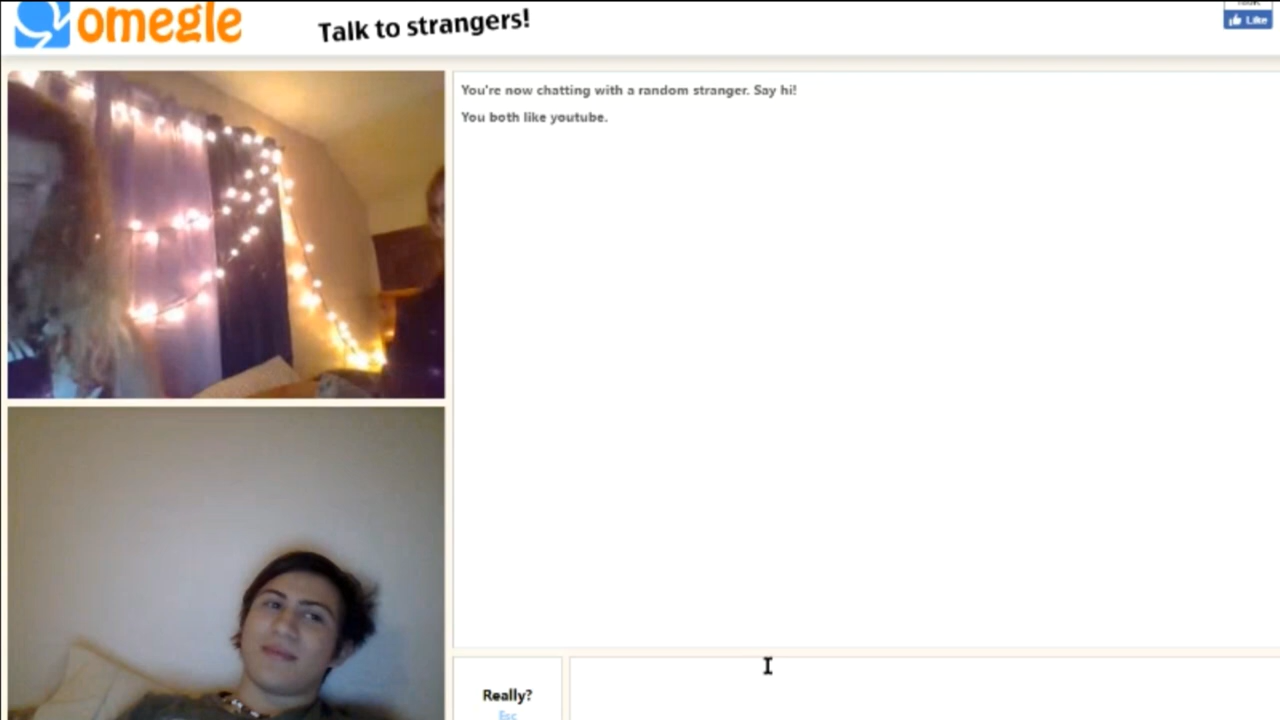 omegle
Talk to strangers!
Like
You're now chatting with a random stranger. Say hi!
You both like youtube.
Really?
Esc